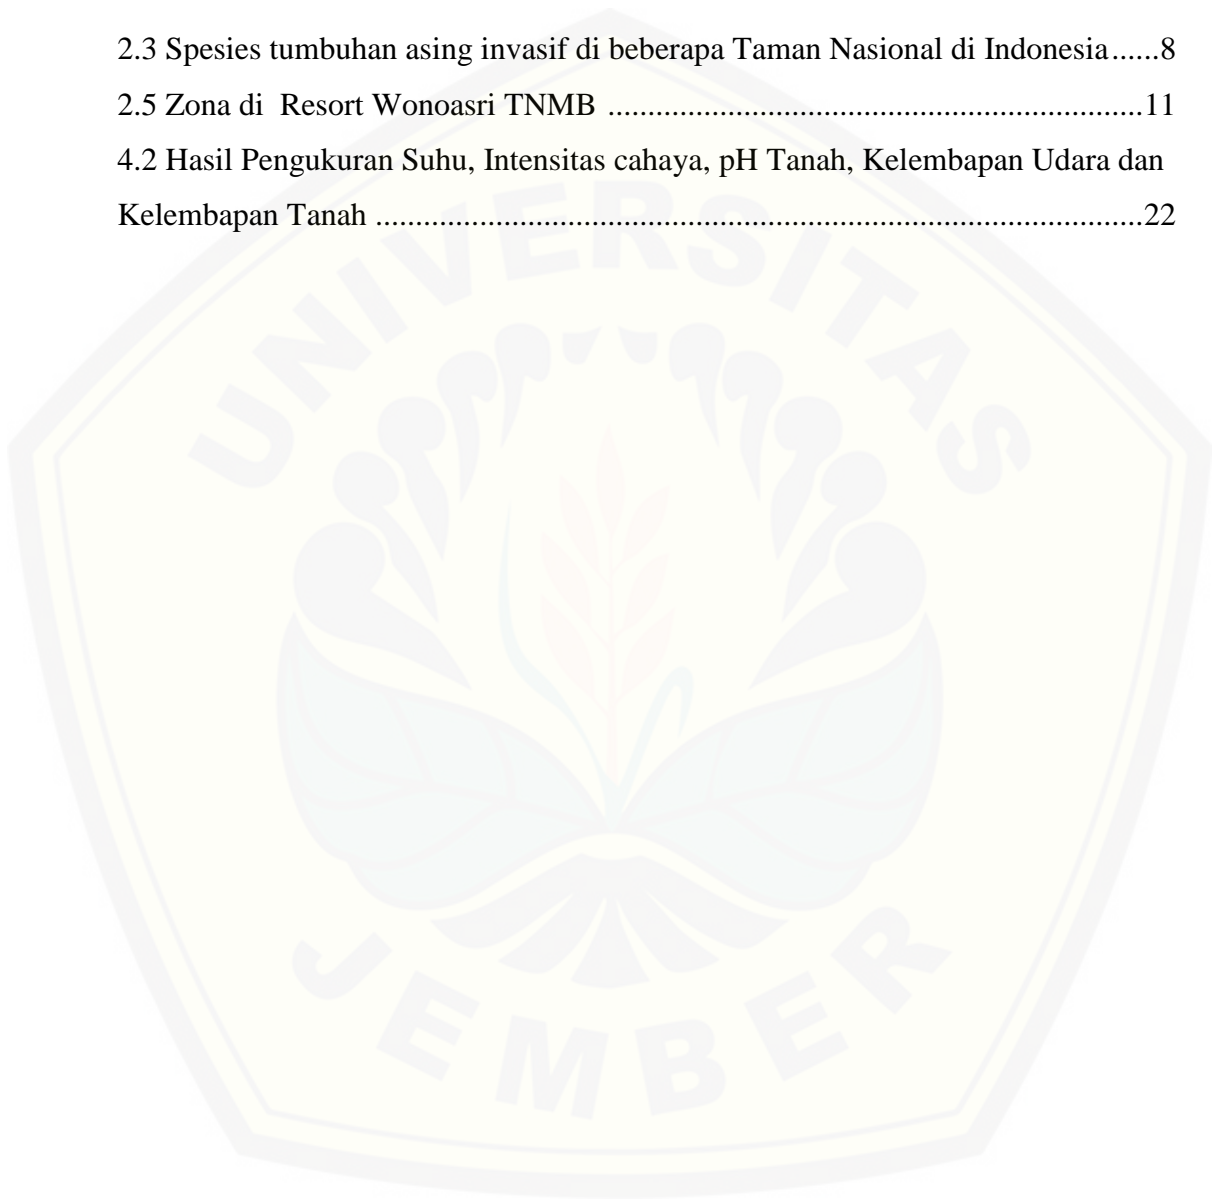 2.3 Spesies tumbuhan asing invasif di beberapa Taman Nasional di Indonesia......8
2.5 Zona di  Resort Wonoasri TNMB ....................................................................11
4.2 Hasil Pengukuran Suhu, Intensitas cahaya, pH Tanah, Kelembapan Udara dan
Kelembapan Tanah .................................................................................................22
UNIVERSITAS
JEMBER